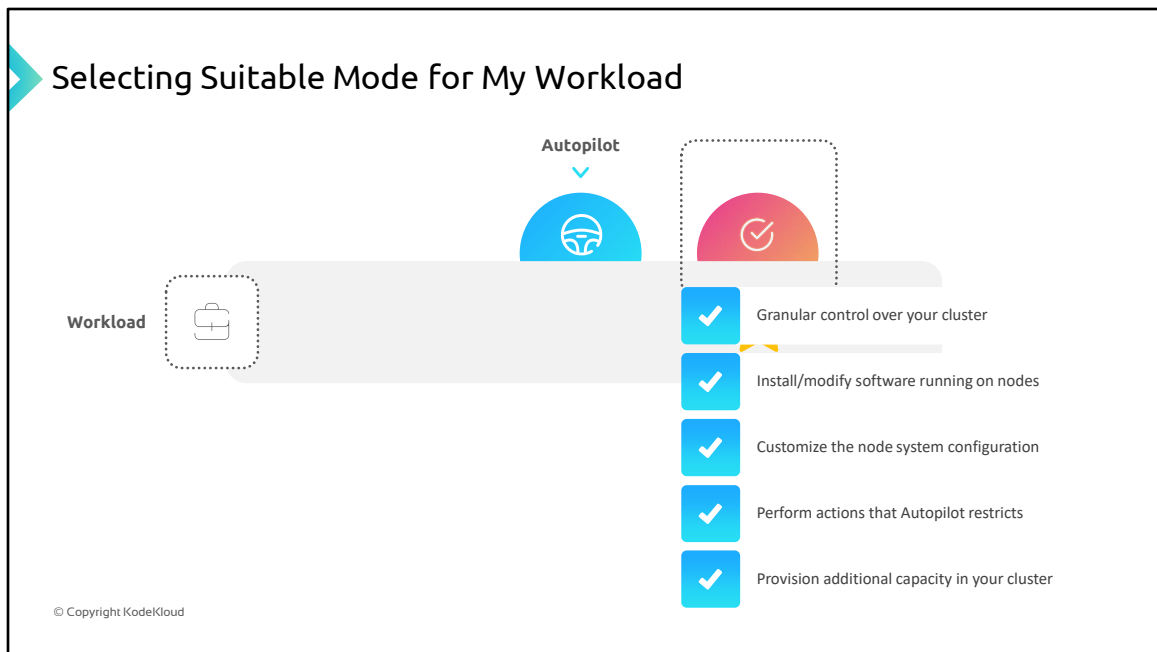 Selecting Suitable Mode for My Workload
Autopilot
Workload
Granular control over your cluster
Install/modify software running on nodes
Customize the node system configuration
Perform actions that Autopilot restricts
Provision additional capacity in your cluster
© Copyright KodeKloud